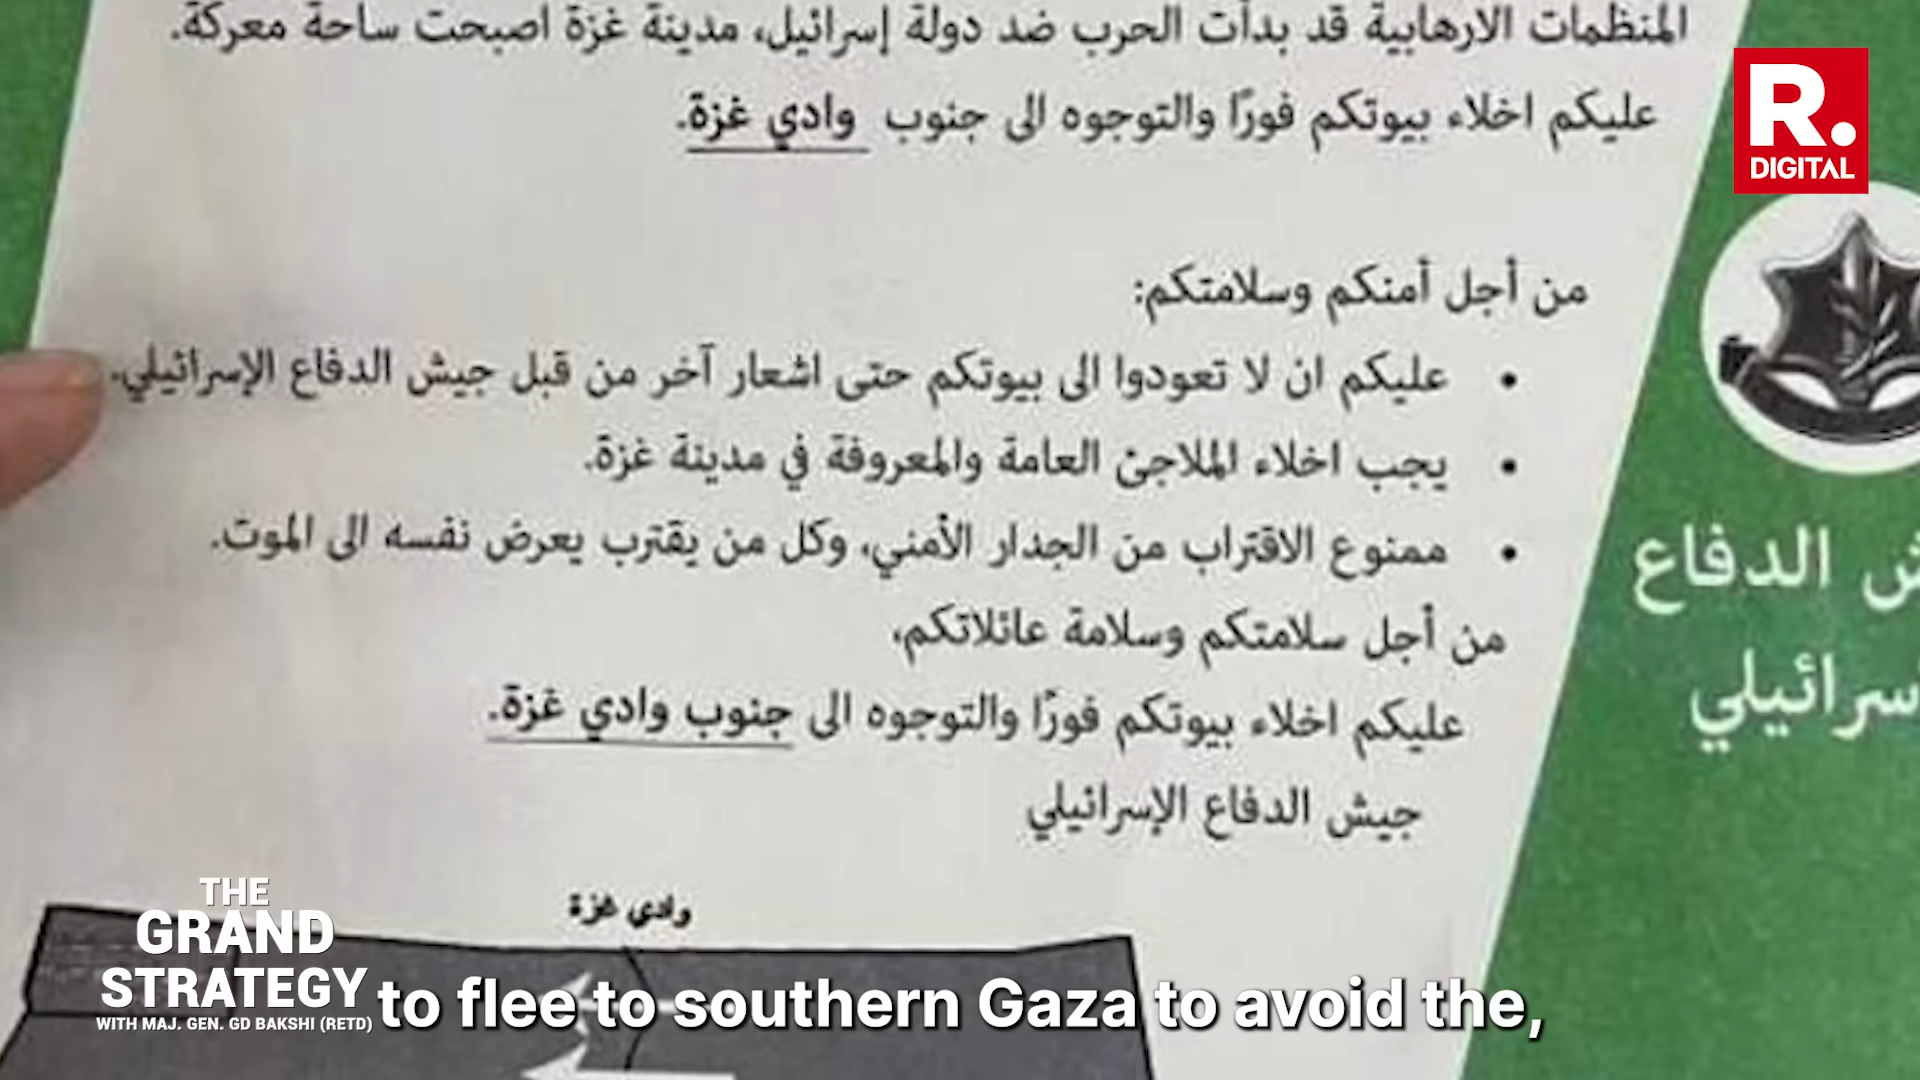 المنظمات الارهابية قد بدأت الحرب ضد دولة إسرائيل، مدينة غزة اصبحت ساحة معركة.
عليكم اخلاء بيوتكم فورًا والتوجوه الى جنوب وادي غزة.
من أجل أمنكم وسلامتكم:
• عليكم ان لا تعودوا الى بيوتكم حتى اشعار آخر من قبل جيش الدفاع الإسرائيلي.
• يجب اخلاء الملاجئ العامة والمعروفة في مدينة غزة.
• ممنوع الاقتراب من الجدار الأمني، وكل من يقترب يعرض نفسه الى الموت.
من أجل سلامتكم وسلامة عائلاتكم،
عليكم اخلاء بيوتكم فورًا والتوجوه الى جنوب وادي غزة.
جيش الدفاع الإسرائيلي
وادي غزة
R.
DIGITAL
الدفاع
THE
GRAND
STRATEGY
WITH MAJ. GEN. GD BAKSHI (RETD)
to flee to southern Gaza to avoid the,